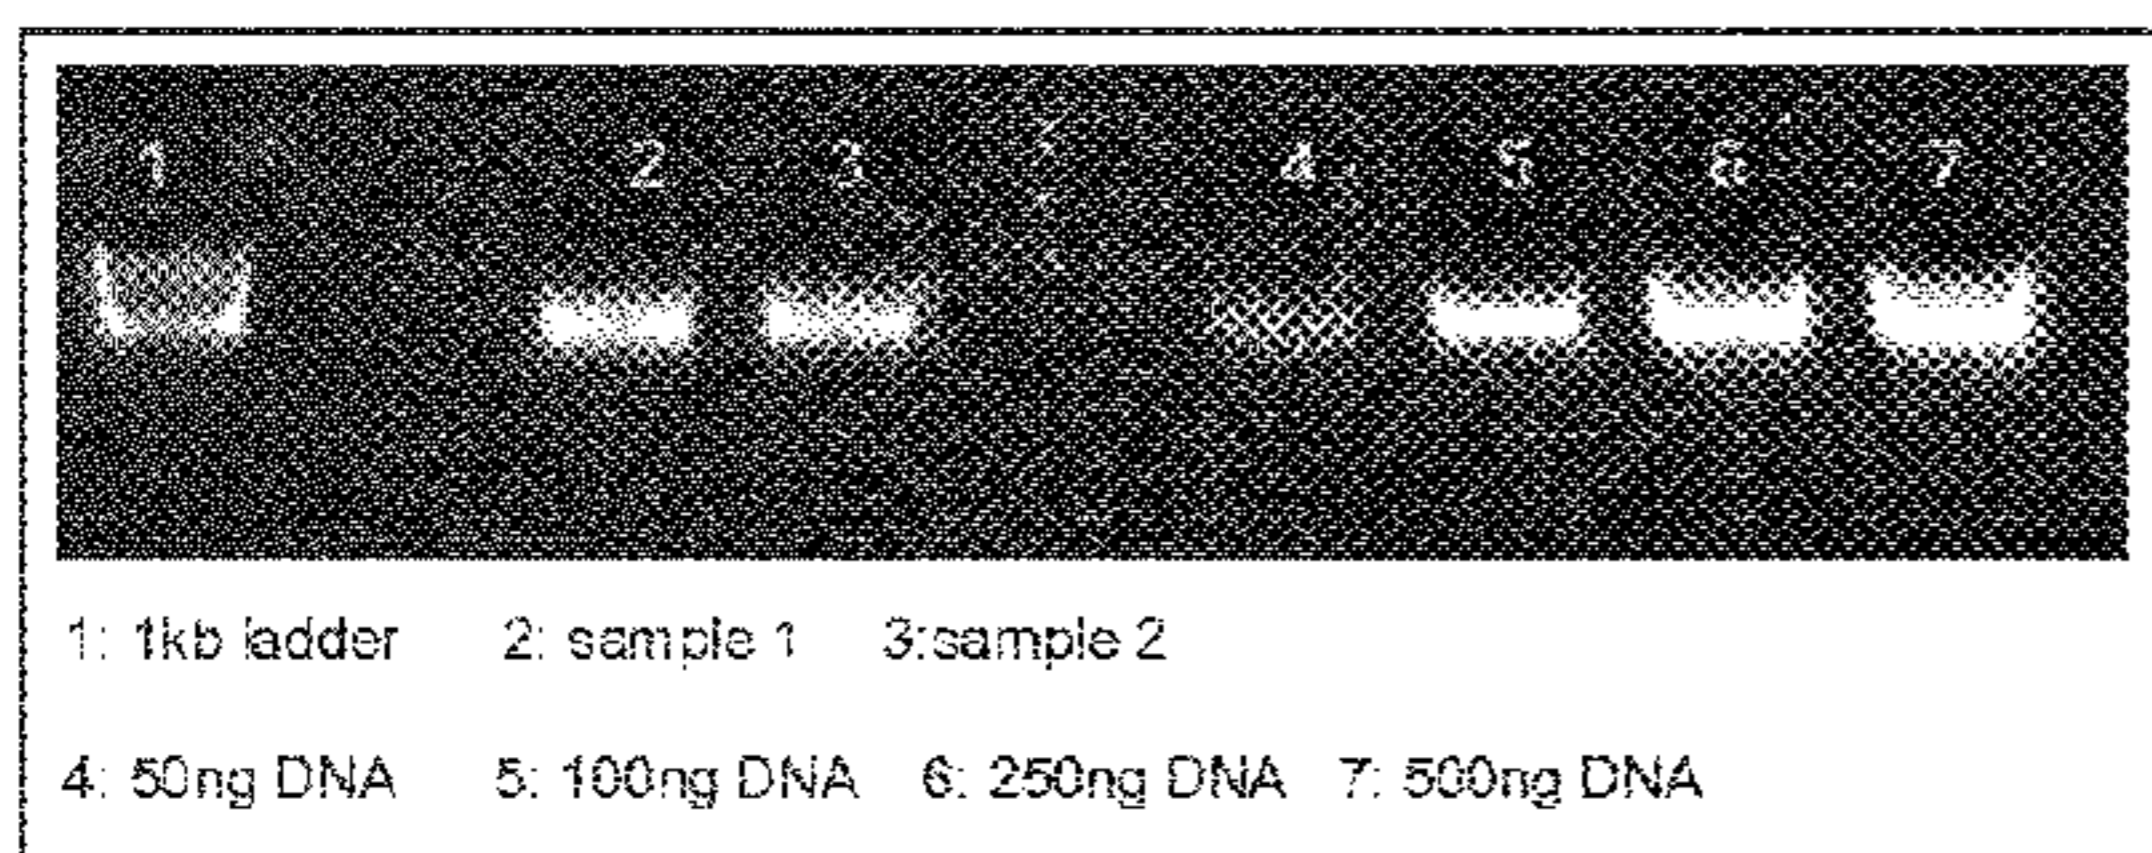 1 2 3 4 5 6 7
1: 1kb ladder 2: sample 1 3:sample 2
4: 50ng DNA 5: 100ng DNA 6: 250ng DNA 7: 500ng DNA